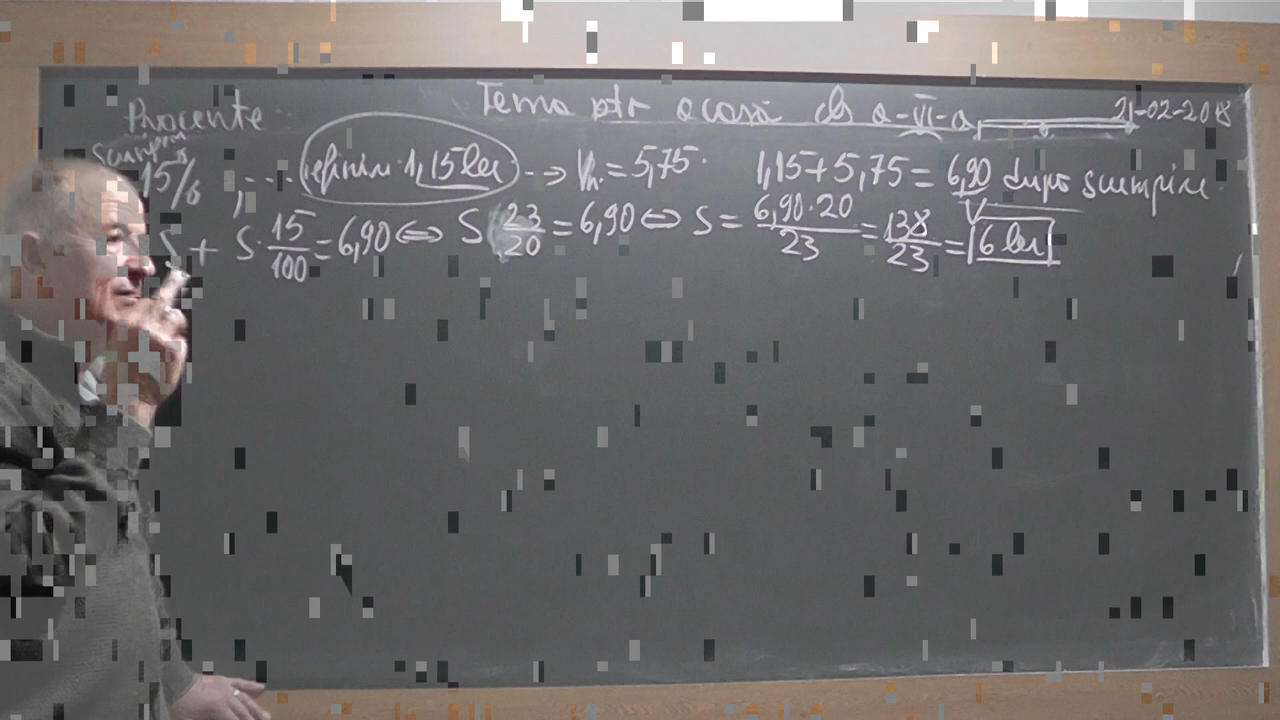 Procente Tema ptr acasă cls a-VI-a 21-02-2018
Scumpire
15% , ... ieftinire 1,15 lei --> Vn. = 5,75. 1,15+5,75 = 6,90 după scumpire.
S + S·15/100 = 6,90 <=> S 23/20 = 6,90 <=> S = 6,90·20/23 = 138/23 = 6 lei